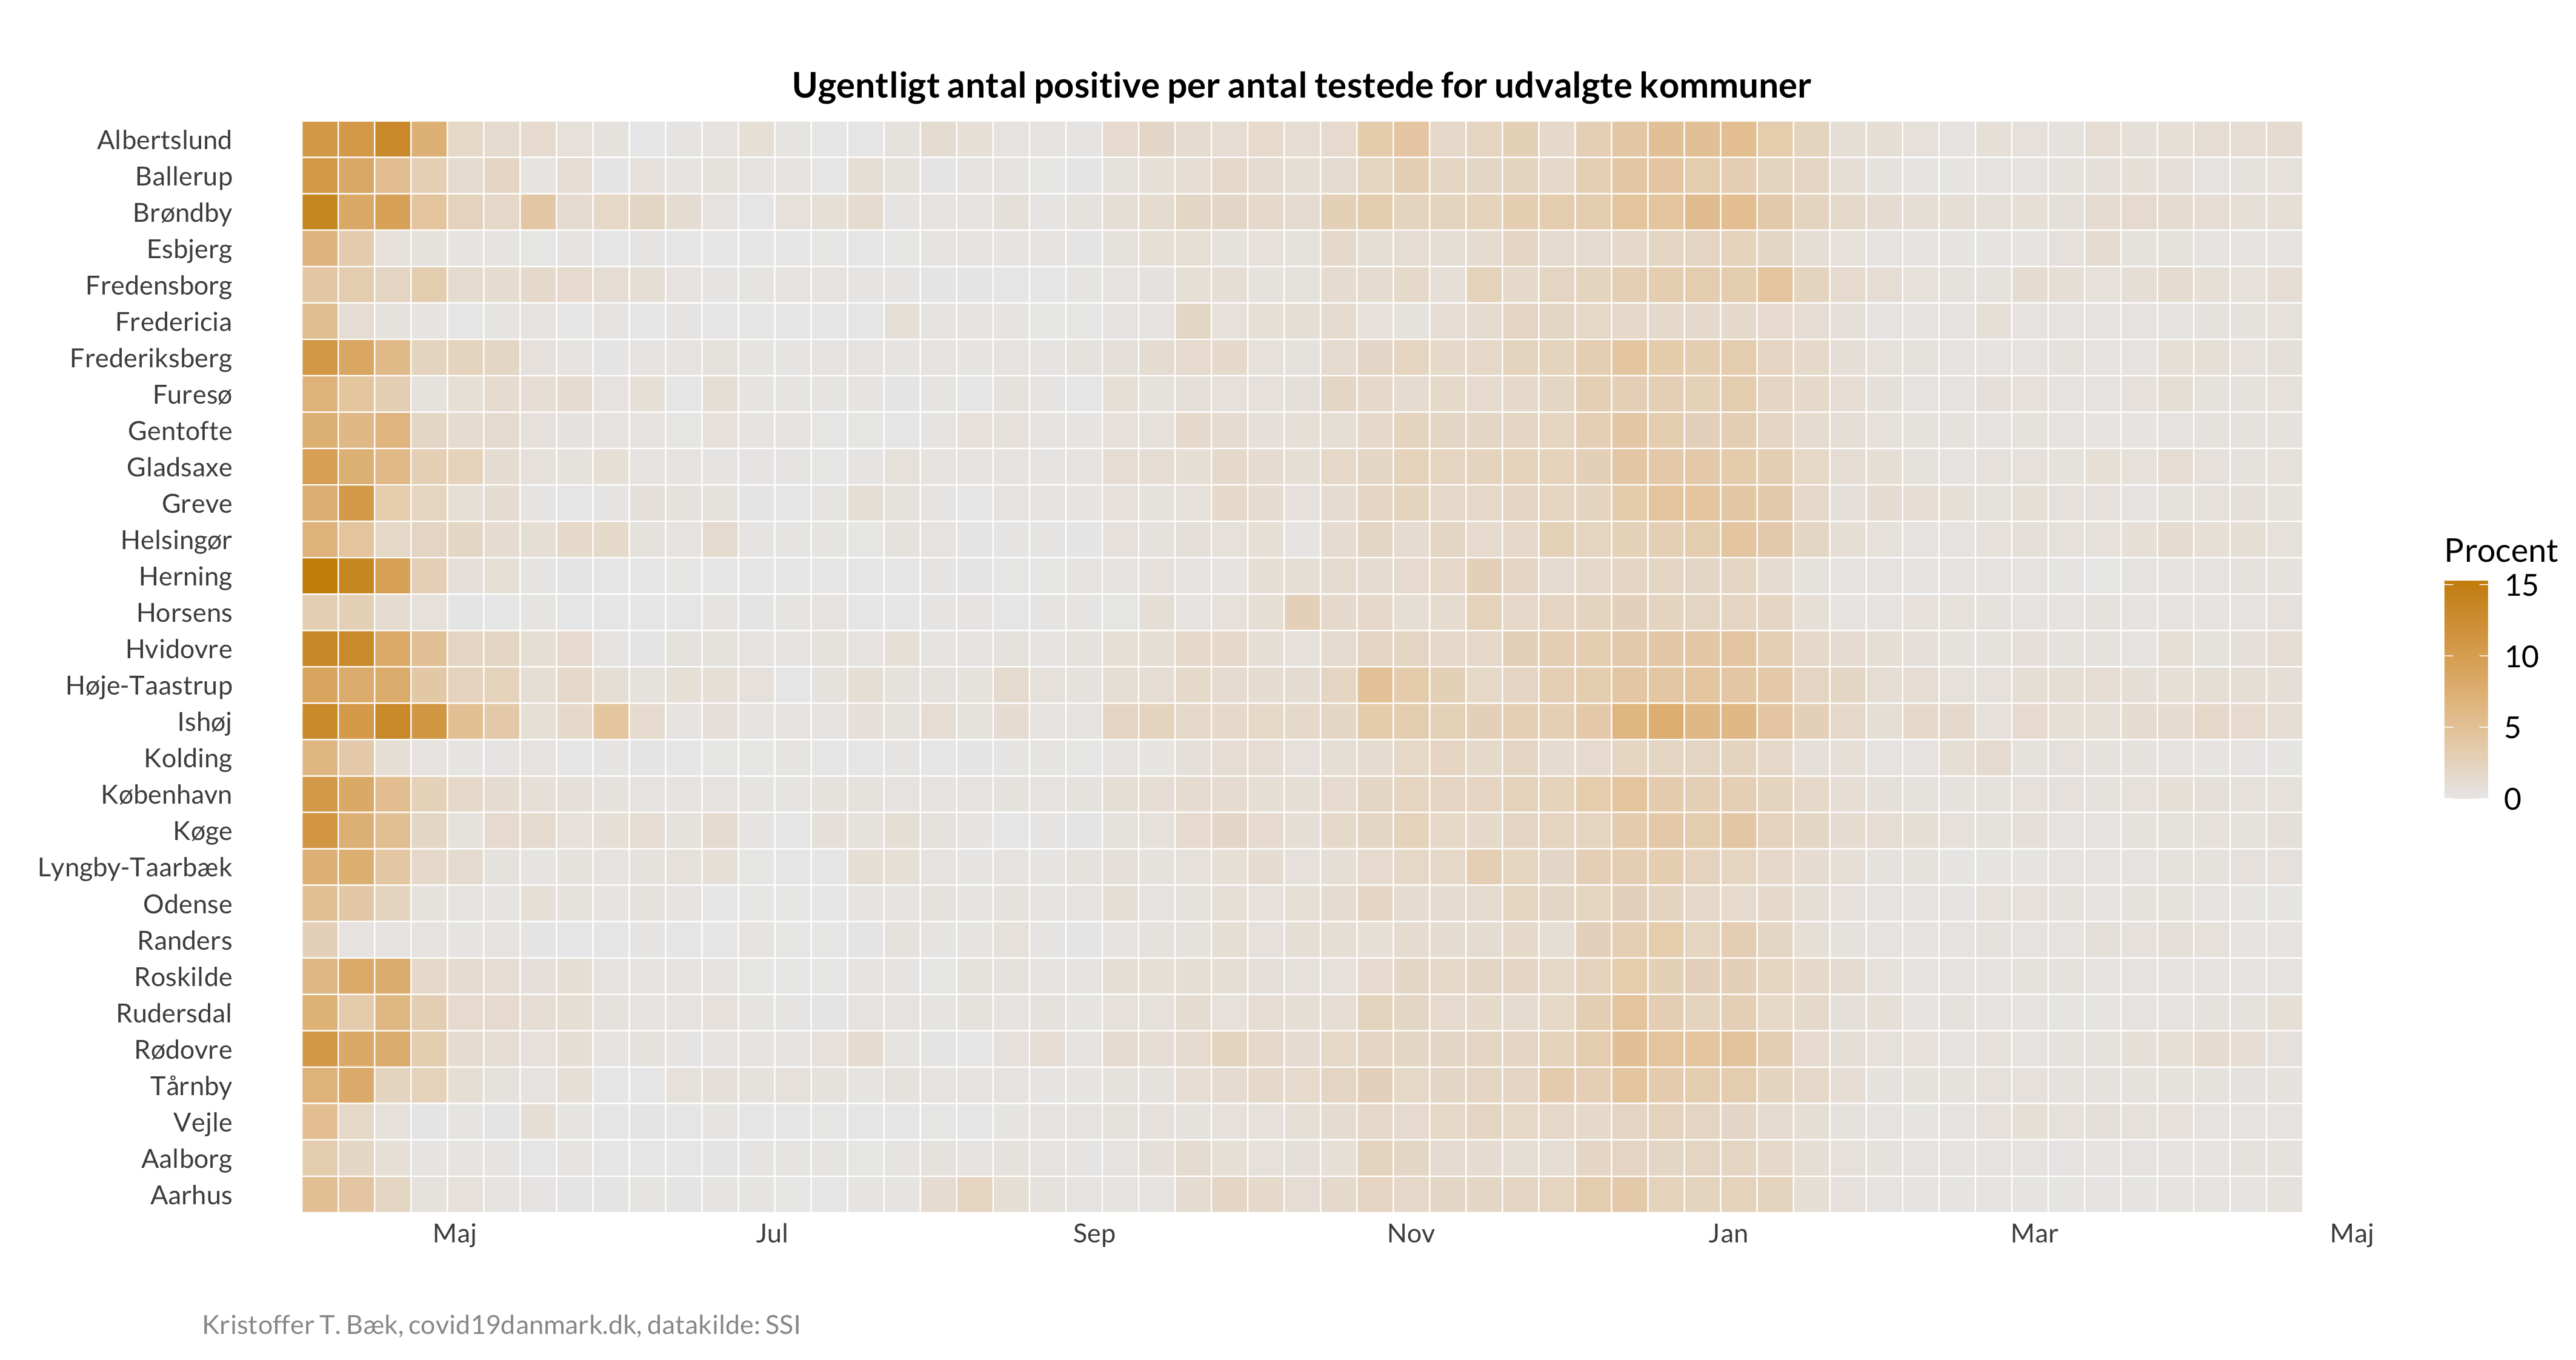 Ugentligt antal positive per antal testede for udvalgte kommuner
Albertslund
Ballerup
Brøndby
Esbjerg
Fredensborg
Fredericia
Frederiksberg
Furesø
Gentofte
Gladsaxe
Greve
Helsingør
Herning
Horsens
Hvidovre
Høje-Taastrup
Ishøj
Kolding
København
Køge
Lyngby-Taarbæk
Odense
Randers
Roskilde
Rudersdal
Rødovre
Tårnby
Vejle
Aalborg
Aarhus
Maj Jul Sep Nov Jan Mar Maj
Procent
15
10
5
0
Kristoffer T. Bæk, covid19danmark.dk, datakilde: SSI